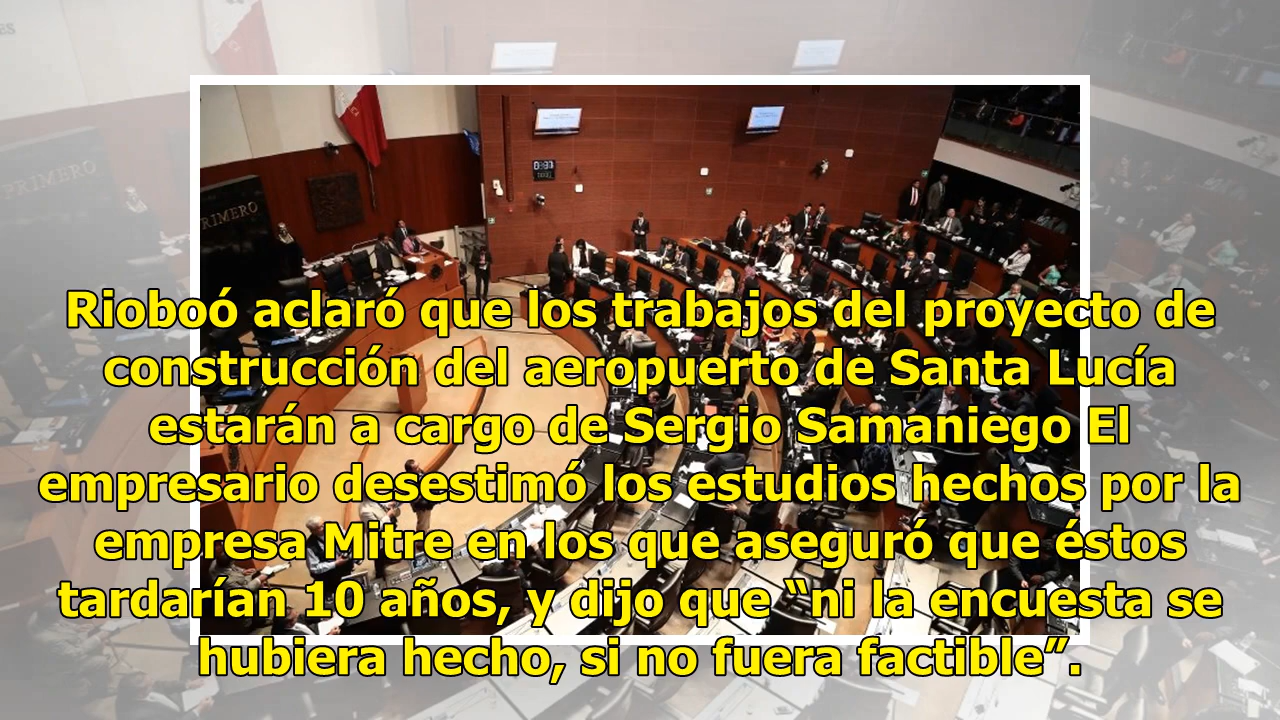 PRIMERO
Rioboó aclaró que los trabajos del proyecto de
construcción del aeropuerto de Santa Lucía
estarán a cargo de Sergio Samaniego El
empresario desestimó los estudios hechos por la
empresa Mitre en los que aseguró que éstos
tardarían 10 años, y dijo que “ni la encuesta se
hubiera hecho, si no fuera factible”.